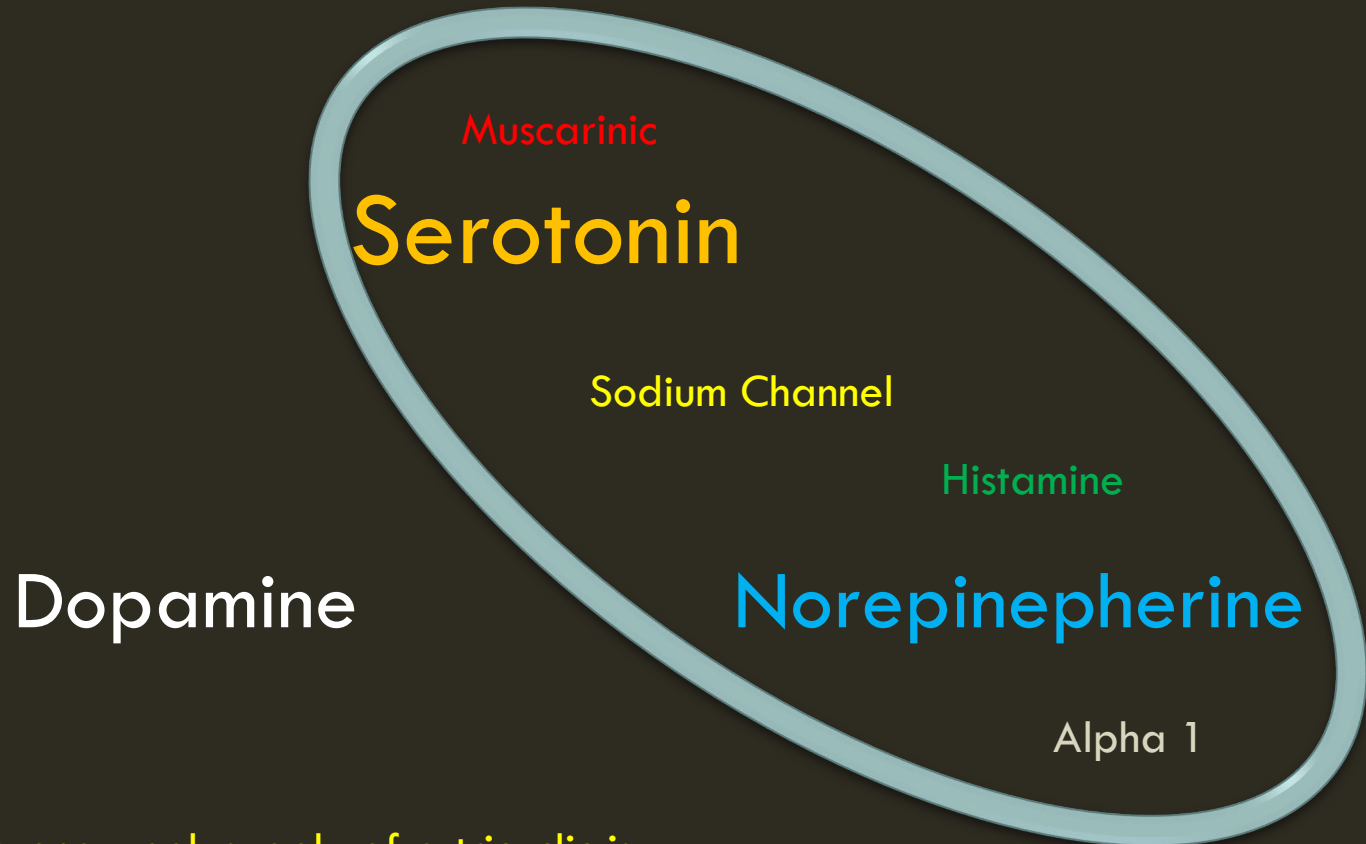 Muscarinic
Serotonin
Sodium Channel
Histamine
Dopamine Norepinepherine
Alpha 1